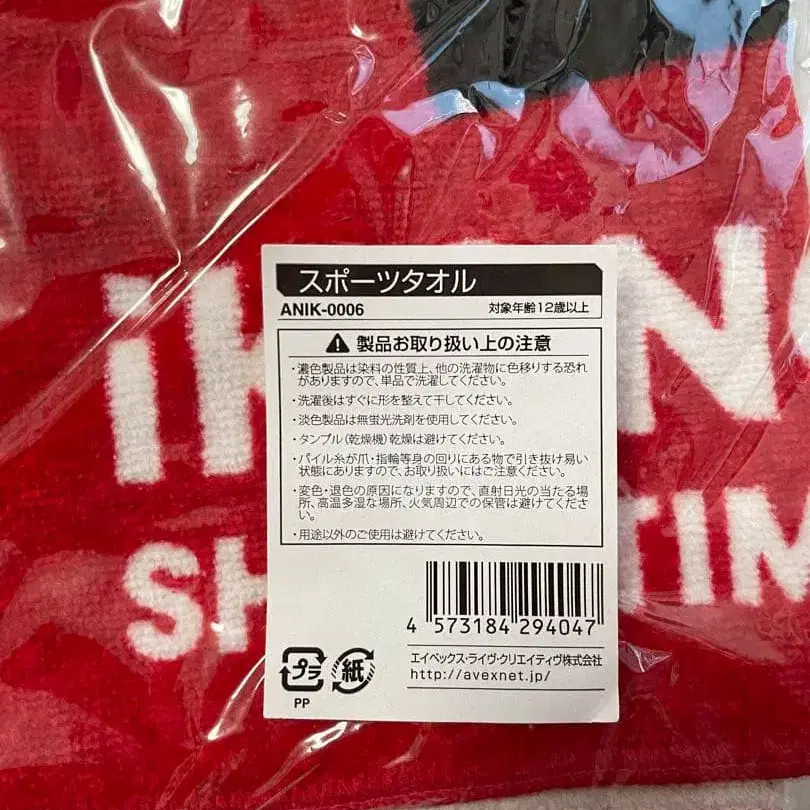 スポーツタオル
ANIK-0006 対象年齢12歳以上
製品お取り扱い上の注意
・濃色製品は染料の性質上、他の洗濯物に色移りする恐れ
がありますので、単品で洗濯してください。
・洗濯後はすぐに形を整えて干してください。
・淡色製品は無蛍光洗剤を使用してください。
・タンブル(乾燥機)乾燥は避けてください。
・パイル糸が爪・指輪等身の回りにある物で引き抜け易い
状態にありますので、お取り扱いにはご注意ください。
・変色・退色の原因になりますので、直射日光の当たる場
所、高温多湿な場所、火気周辺での保管は避けてくださ
い。
・用途以外のご使用は避けてください。
4 573184 294047
エイベックス・ライヴ・クリエイティヴ株式会社
http://avexnet.jp/
プラ 紙
PP